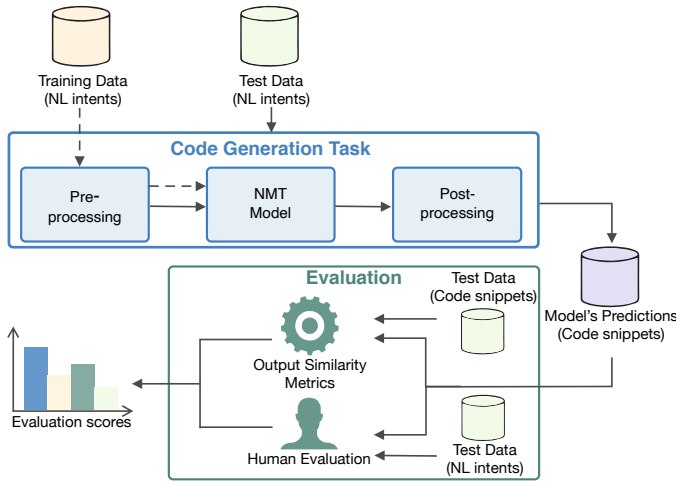 Training Data
(NL intents)
Test Data
(NL intents)
Code Generation Task
Pre-
processing
NMT
Model
Post-
processing
Evaluation
Test Data
(Code snippets)
Model's Predictions
(Code snippets)
Output Similarity
Metrics
Evaluation scores
Human Evaluation
Test Data
(NL intents)